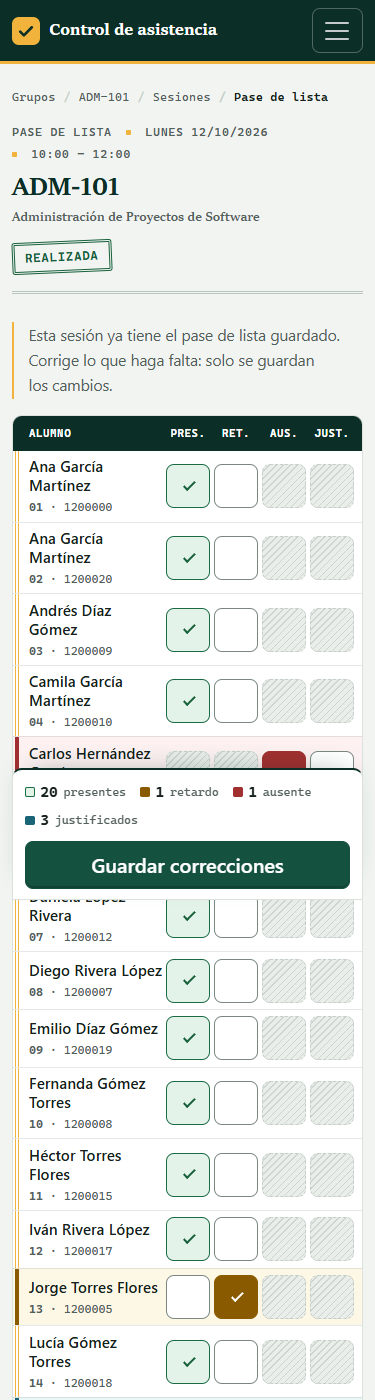 Control de asistencia
Grupos / ADM-101 / Sesiones / Pase de lista
PASE DE LISTA LUNES 12/10/2026
10:00 — 12:00
ADM-101
Administración de Proyectos de Software
REALIZADA
Esta sesión ya tiene el pase de lista guardado.
Corrige lo que haga falta: solo se guardan
los cambios.
ALUMNO PRES. RET. AUS. JUST.
Ana García
Martínez
01 · 1200000
Ana García
Martínez
02 · 1200020
Andrés Díaz
Gómez
03 · 1200009
Camila García
Martínez
04 · 1200010
Carlos Hernández
20 presentes 1 retardo 1 ausente
3 justificados
Guardar correcciones
Rivera
07 · 1200012
Diego Rivera López
08 · 1200007
Emilio Díaz Gómez
09 · 1200019
Fernanda Gómez
Torres
10 · 1200008
Héctor Torres
Flores
11 · 1200015
Iván Rivera López
12 · 1200017
Jorge Torres Flores
13 · 1200005
Lucía Gómez
Torres
14 · 1200018